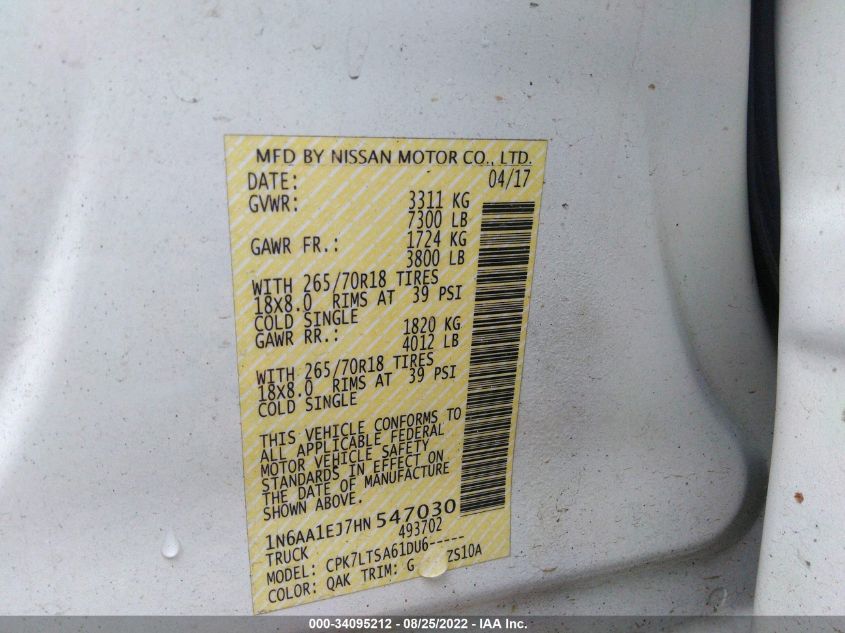 MFD BY NISSAN MOTOR CO., LTD.
DATE: 04/17
GVWR: 3311 KG
7300 LB
GAWR FR.: 1724 KG
3800 LB
WITH 265/70R18 TIRES
18X8.0 RIMS AT 39 PSI
COLD SINGLE
GAWR RR.: 1820 KG
4012 LB
WITH 265/70R18 TIRES
18X8.0 RIMS AT 39 PSI
COLD SINGLE
THIS VEHICLE CONFORMS TO
ALL APPLICABLE FEDERAL
MOTOR VEHICLE SAFETY
STANDARDS IN EFFECT ON
THE DATE OF MANUFACTURE
SHOWN ABOVE.
1N6AA1EJ7HN547030
TRUCK 493702
MODEL: CPK7LTSA61DU6-----
COLOR: QAK TRIM: G ZS10A
000-34095212 - 08/25/2022 - IAA Inc.